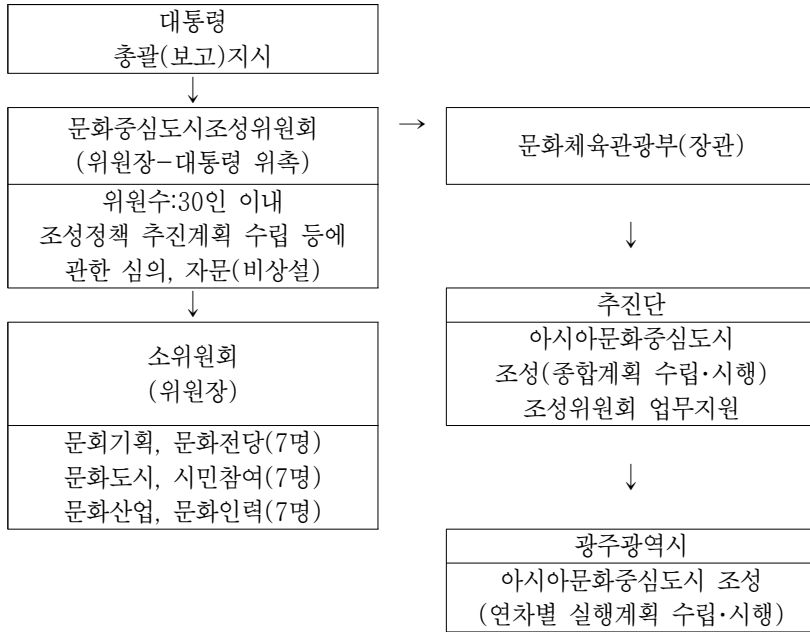 대통령
총괄(보고)지시
↓
문화중심도시조성위원회
(위원장-대통령 위촉)
위원수:30인 이내
조성정책 추진계획 수립 등에
관한 심의, 자문(비상설)
↓
소위원회
(위원장)
문회기획, 문화전당(7명)
문화도시, 시민참여(7명)
문화산업, 문화인력(7명)
→
문화체육관광부(장관)
↓
추진단
아시아문화중심도시
조성(종합계획 수립·시행)
조성위원회 업무지원
↓
광주광역시
아시아문화중심도시 조성
(연차별 실행계획 수립·시행)